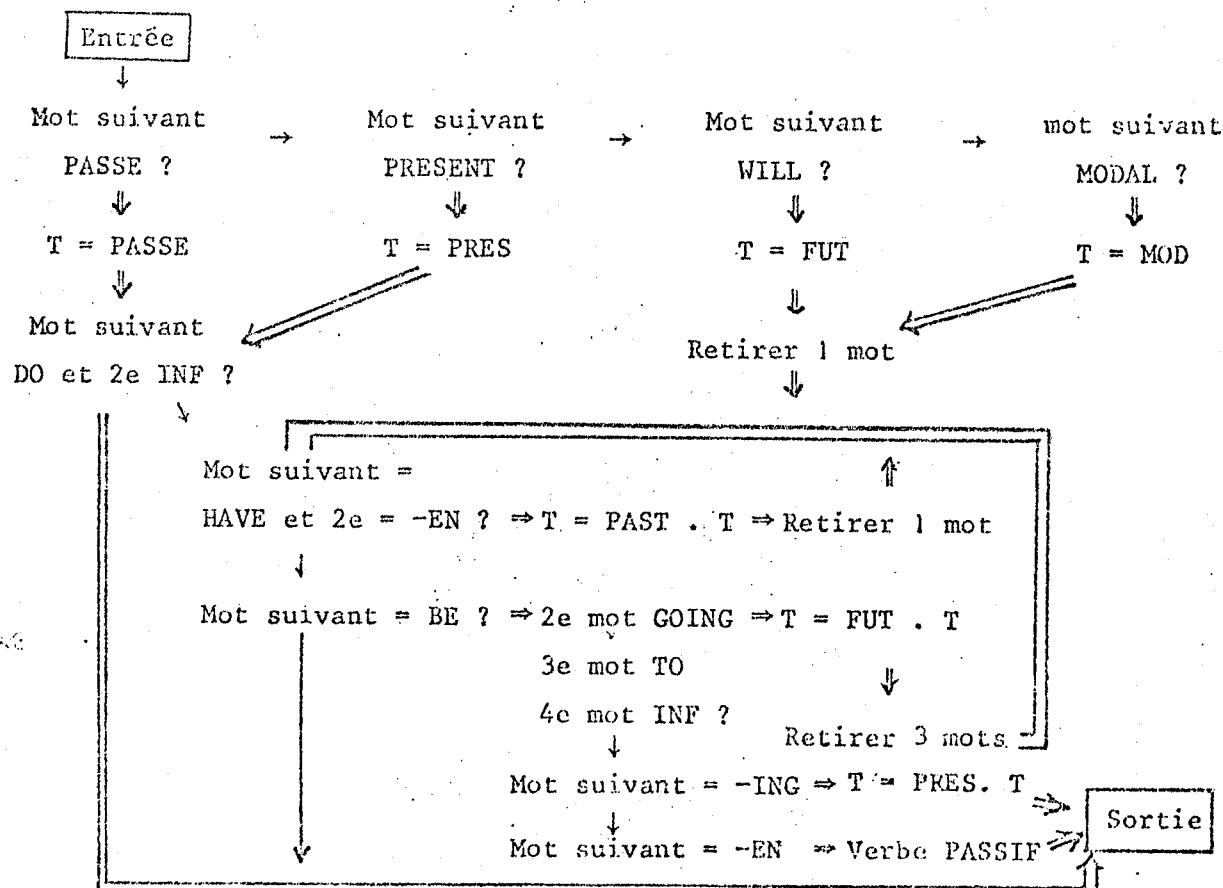 Entrée
↓
Mot suivant → Mot suivant → Mot suivant → mot suivant
PASSE ? PRESENT ? WILL ? MODAL ?
⇓ ⇓ ⇓ ⇓
T = PASSE T = PRES T = FUT T = MOD
⇓ ⇓
Mot suivant
DO et 2e INF ?
Retirer 1 mot
⇓
Mot suivant =
HAVE et 2e = -EN ? ⇒ T = PAST . T ⇒ Retirer 1 mot
↓
Mot suivant = BE ? ⇒ 2e mot GOING ⇒ T = FUT . T
3e mot TO
4e mot INF ?
⇓
Retirer 3 mots
↓
Mot suivant = -ING ⇒ T = PRES. T ⇒
↓
Mot suivant = -EN ⇒ Verbe PASSIF ⇒
Sortie